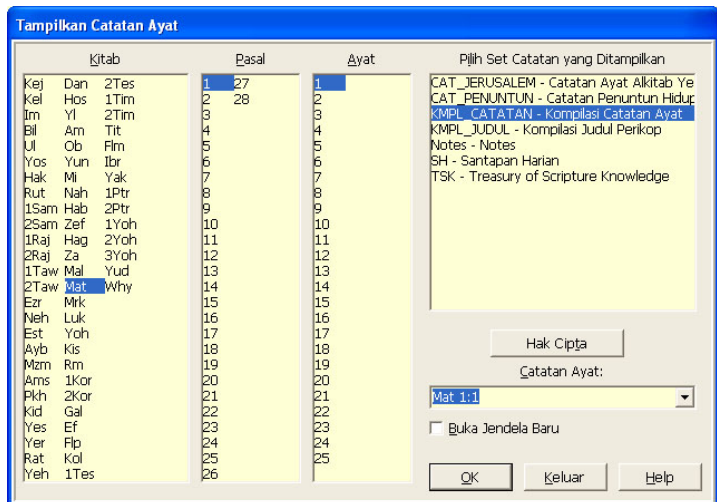 Tampilkan Catatan Ayat
Kitab
Kej Dan 2Tes
Kel Hos 1Tim
Im Yl 2Tim
Bil Am Tit
Ul Ob Flm
Yos Yun Ibr
Hak Mi Yak
Rut Nah 1Ptr
1Sam Hab 2Ptr
2Sam Zef 1Yoh
1Raj Hag 2Yoh
2Raj Za 3Yoh
1Taw Mal Yud
2Taw Mat Why
Ezr Mrk
Neh Luk
Est Yoh
Ayb Kis
Mzm Rm
Ams 1Kor
Pkh 2Kor
Kid Gal
Yes Ef
Yer Flp
Rat Kol
Yeh 1Tes
Pasal
1 27
2 28
3
4
5
6
7
8
9
10
11
12
13
14
15
16
17
18
19
20
21
22
23
24
25
26
Ayat
1
2
3
4
5
6
7
8
9
10
11
12
13
14
15
16
17
18
19
20
21
22
23
24
25
Pilih Set Catatan yang Ditampilkan
CAT_JERUSALEM - Catatan Ayat Alkitab Ye
CAT_PENUNTUN - Catatan Penuntun Hidup
KMPL_CATATAN - Kompilasi Catatan Ayat
KMPL_JUDUL - Kompilasi Judul Perikop
Notes - Notes
SH - Santapan Harian
TSK - Treasury of Scripture Knowledge
Hak Cipta
Catatan Ayat:
Mat 1:1
Buka Jendela Baru
OK Keluar Help